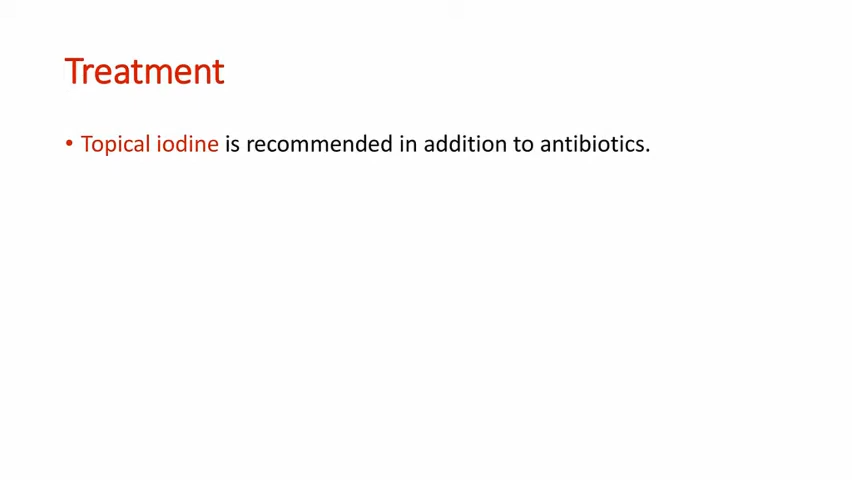 Treatment
• Topical iodine is recommended in addition to antibiotics.